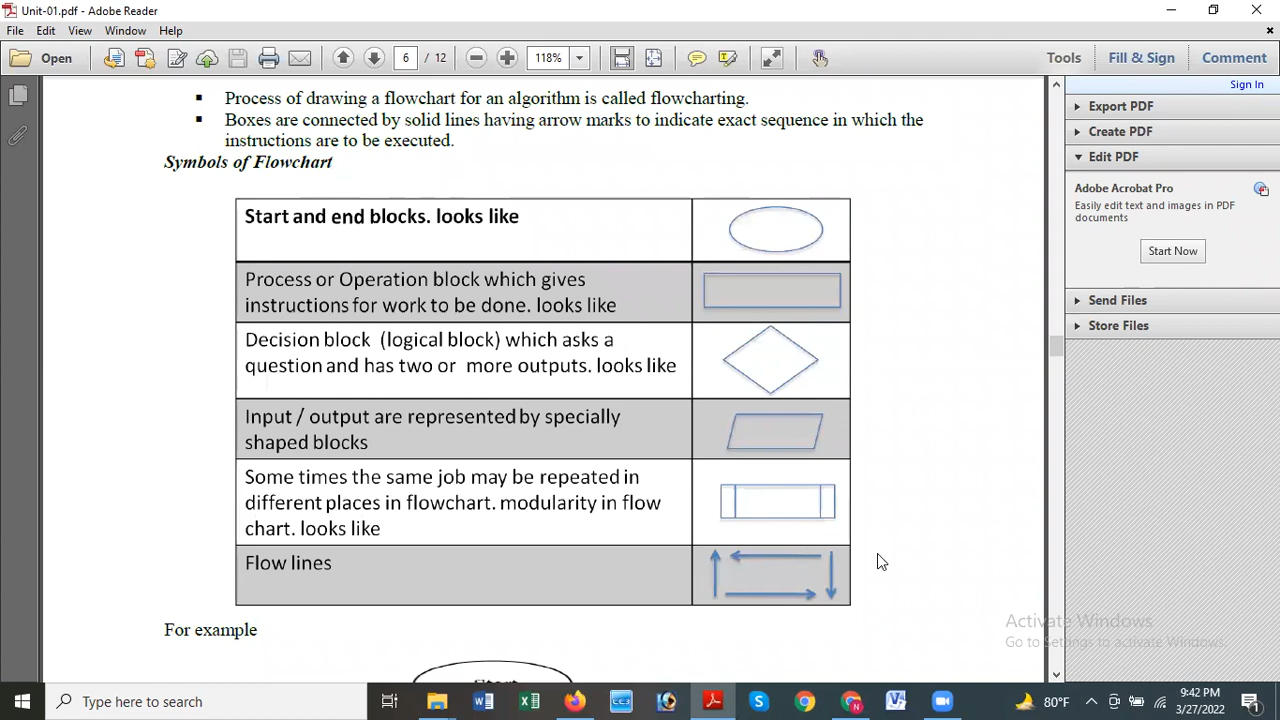 Unit-01.pdf - Adobe Reader
File Edit View Window Help
Open 6 / 12 118% Tools Fill & Sign Comment
Sign In
▪ Process of drawing a flowchart for an algorithm is called flowcharting.
▪ Boxes are connected by solid lines having arrow marks to indicate exact sequence in which the
instructions are to be executed.
Symbols of Flowchart
Start and end blocks. looks like
Process or Operation block which gives
instructions for work to be done. looks like
Decision block (logical block) which asks a
question and has two or more outputs. looks like
Input / output are represented by specially
shaped blocks
Some times the same job may be repeated in
different places in flowchart. modularity in flow
chart. looks like
Flow lines
For example
Start
Export PDF
Create PDF
Edit PDF
Adobe Acrobat Pro
Easily edit text and images in PDF
documents
Start Now
Send Files
Store Files
Activate Windows
Go to Settings to activate Windows.
Type here to search
80°F
9:42 PM
3/27/2022